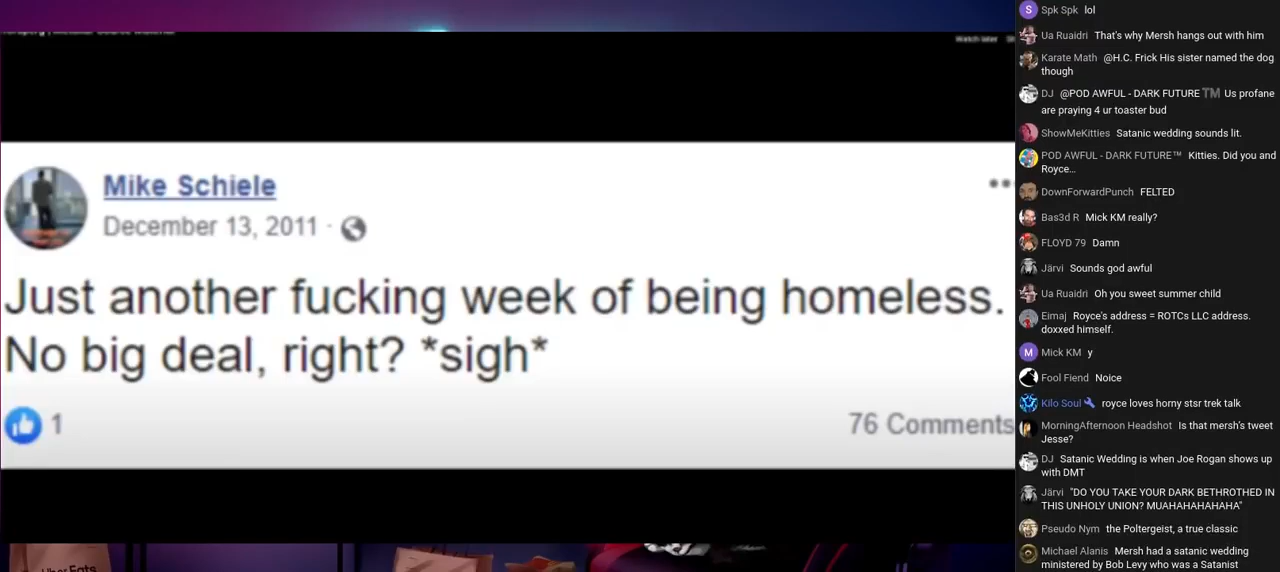 Watch later
Mike Schiele
December 13, 2011 ·
Just another fucking week of being homeless.
No big deal, right? *sigh*
1
76 Comments
Uber Eats
S Spk Spk lol
Ua Ruaidri That's why Mersh hangs out with him
Karate Math @H.C. Frick His sister named the dog
though
DJ @POD AWFUL - DARK FUTURE™️ Us profane
are praying 4 ur toaster bud
ShowMeKitties Satanic wedding sounds lit.
POD AWFUL - DARK FUTURE™ Kitties. Did you and
Royce...
DownForwardPunch FELTED
Bas3d R Mick KM really?
FLOYD 79 Damn
Järvi Sounds god awful
Ua Ruaidri Oh you sweet summer child
Eimaj Royce's address = ROTCs LLC address.
doxxed himself.
M Mick KM y
Fool Fiend Noice
Kilo Soul royce loves horny stsr trek talk
MorningAfternoon Headshot Is that mersh's tweet
Jesse?
DJ Satanic Wedding is when Joe Rogan shows up
with DMT
Järvi "DO YOU TAKE YOUR DARK BETHROTHED IN
THIS UNHOLY UNION? MUAHAHAHAHAHA"
Pseudo Nym the Poltergeist, a true classic
Michael Alanis Mersh had a satanic wedding
ministered by Bob Levy who was a Satanist